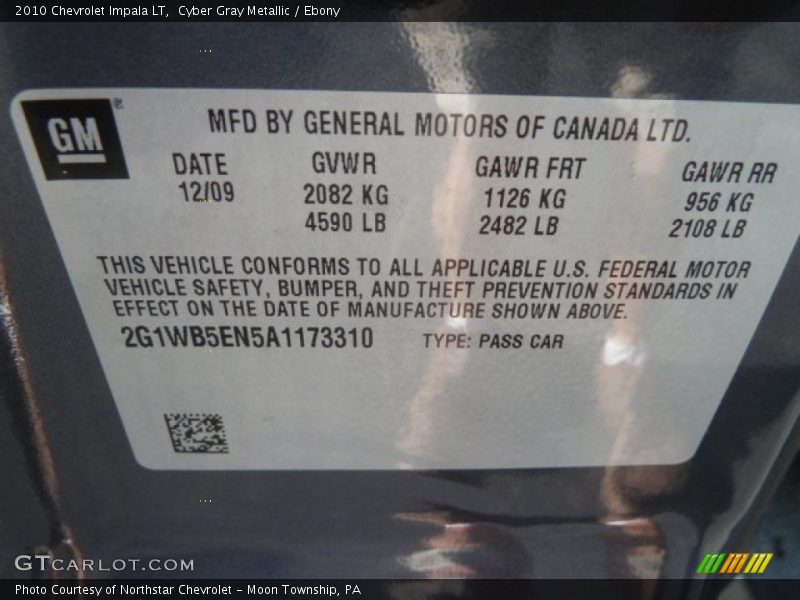 2010 Chevrolet Impala LT,  Cyber Gray Metallic / Ebony
GM®
MFD BY GENERAL MOTORS OF CANADA LTD.
DATE GVWR GAWR FRT GAWR RR
12/09 2082 KG 1126 KG 956 KG
4590 LB 2482 LB 2108 LB
THIS VEHICLE CONFORMS TO ALL APPLICABLE U.S. FEDERAL MOTOR
VEHICLE SAFETY, BUMPER, AND THEFT PREVENTION STANDARDS IN
EFFECT ON THE DATE OF MANUFACTURE SHOWN ABOVE.
2G1WB5EN5A1173310 TYPE: PASS CAR
GTCARLOT.COM
Photo Courtesy of Northstar Chevrolet - Moon Township, PA